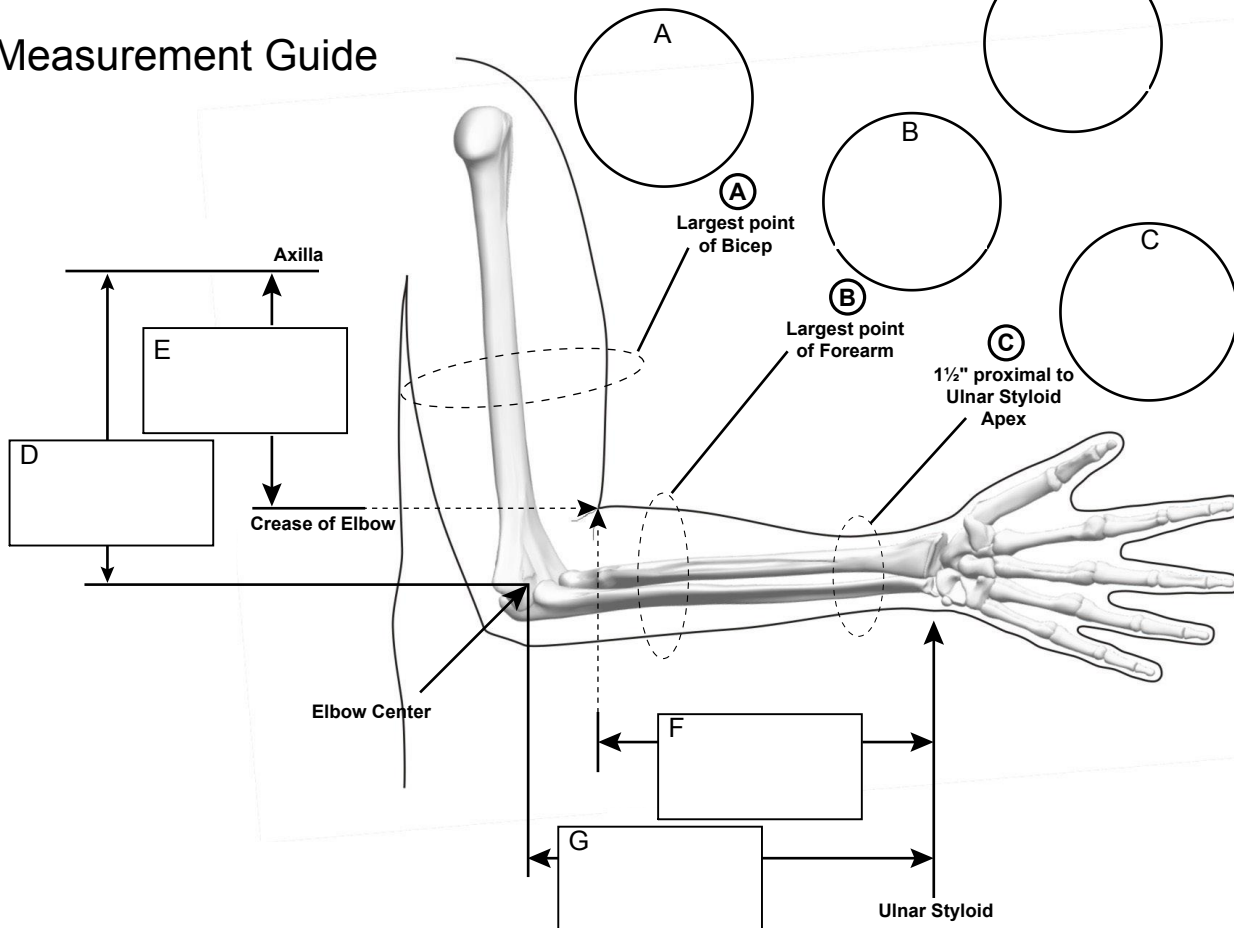 Measurement Guide
A
B
C
A
Largest point
of Bicep
B
Largest point
of Forearm
C
1½" proximal to
Ulnar Styloid
Apex
Axilla
E
D
Crease of Elbow
Elbow Center
F
G
Ulnar Styloid